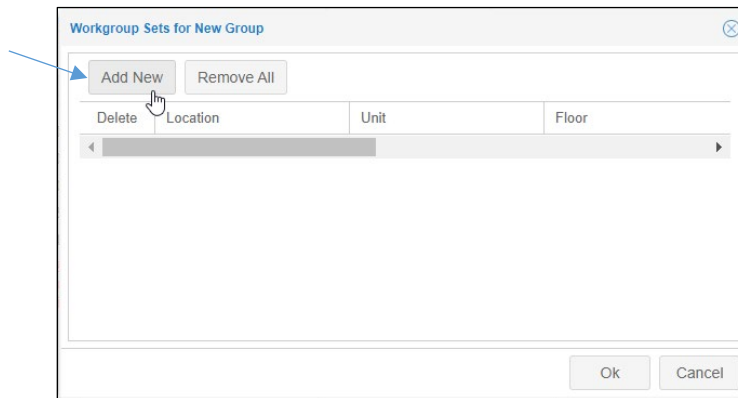 Workgroup Sets for New Group
Add New Remove All
Delete Location Unit Floor
Ok Cancel